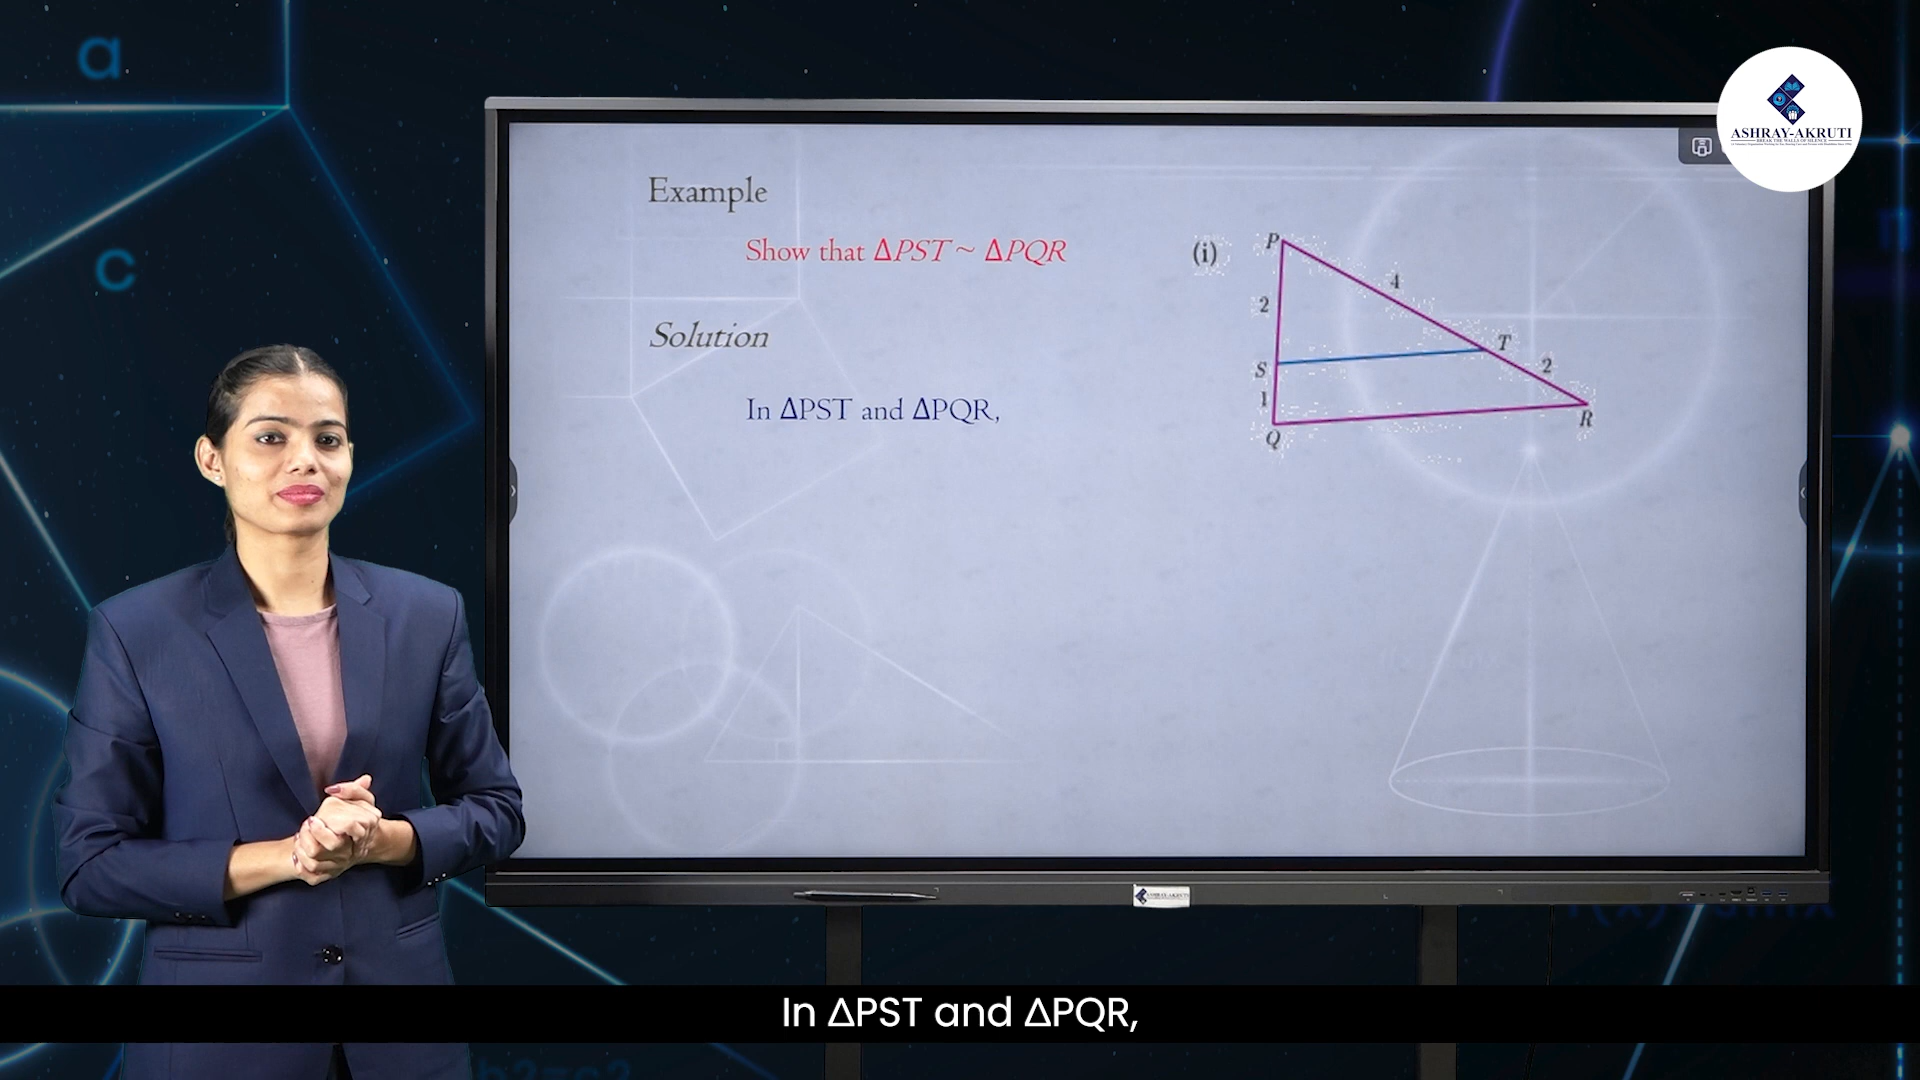 a
c
ASHRAY-AKRUTI
Example
Show that ΔPST ~ ΔPQR
(i)
P
4
2
T
S
2
1
R
Q
Solution
In ΔPST and ΔPQR,
In ΔPST and ΔPQR,